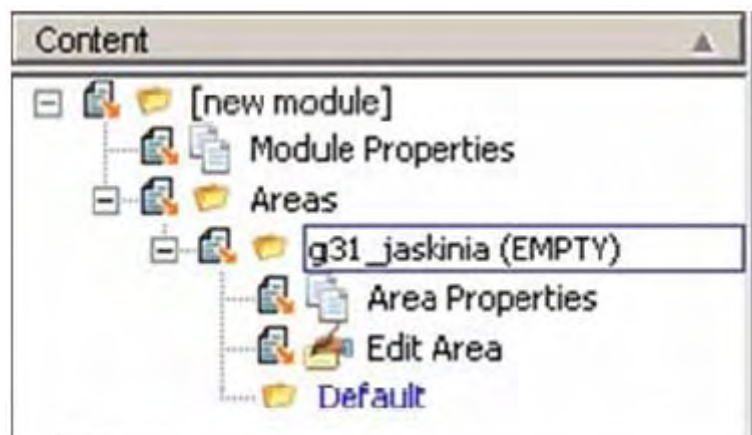 Content
[new module]
Module Properties
Areas
g31_jaskinia (EMPTY)
Area Properties
Edit Area
Default